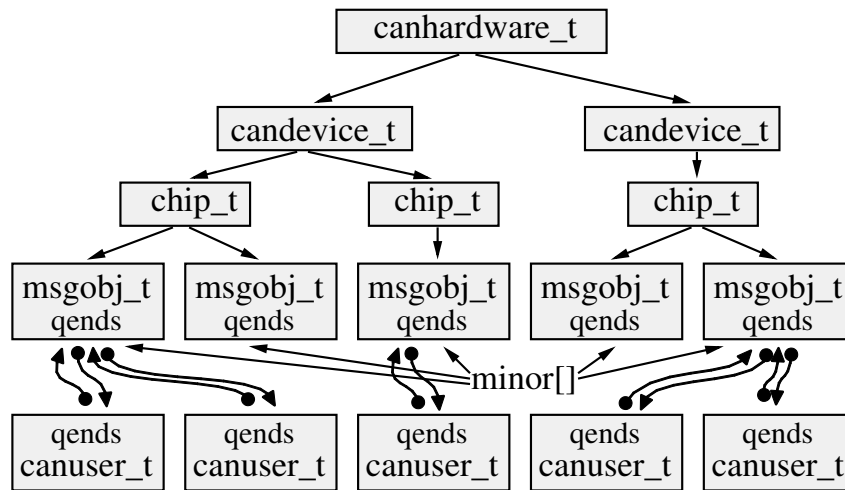 canhardware_t
candevice_t
candevice_t
chip_t
chip_t
chip_t
msgobj_t
qends
msgobj_t
qends
msgobj_t
qends
msgobj_t
qends
msgobj_t
qends
minor[]
qends
canuser_t
qends
canuser_t
qends
canuser_t
qends
canuser_t
qends
canuser_t